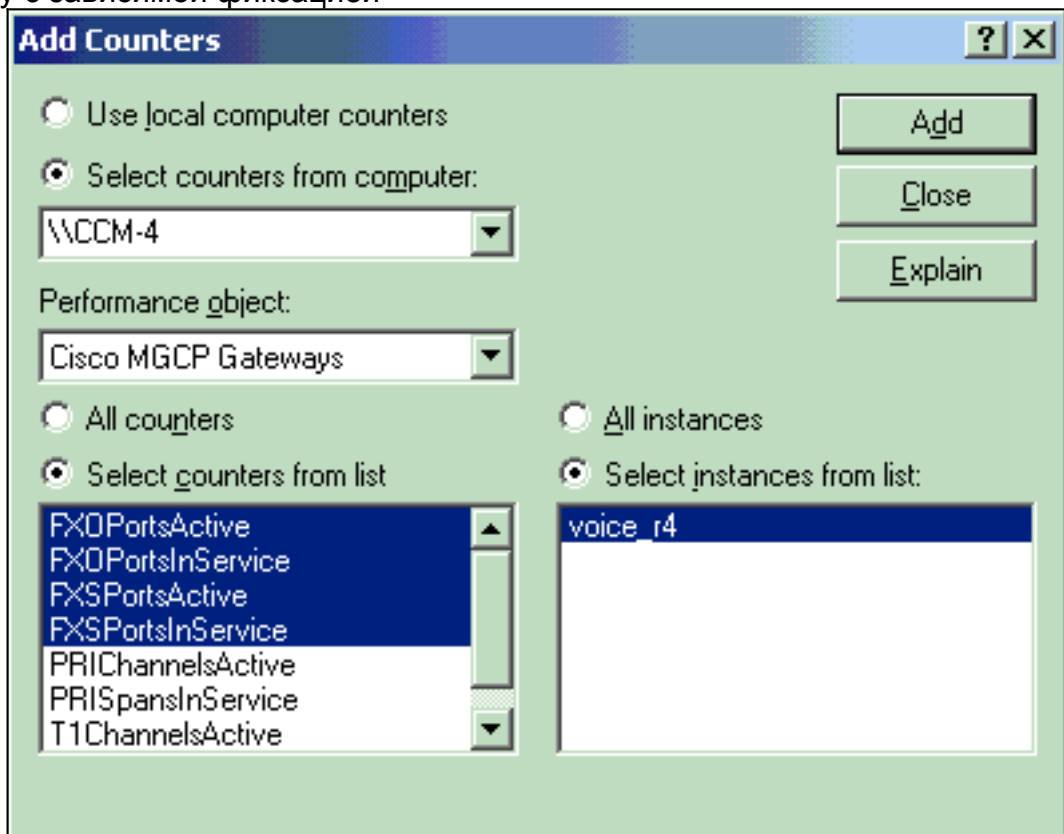 у с зависимой фиксацией
Add Counters
Use local computer counters
Add
Select counters from computer:
Close
\\CCM-4
Explain
Performance object:
Cisco MGCP Gateways
All counters
All instances
Select counters from list
Select instances from list:
FXOPortsActive
voice_r4
FXOPortsInService
FXSPortsActive
FXSPortsInService
PRIChannelsActive
PRISpansInService
T1ChannelsActive